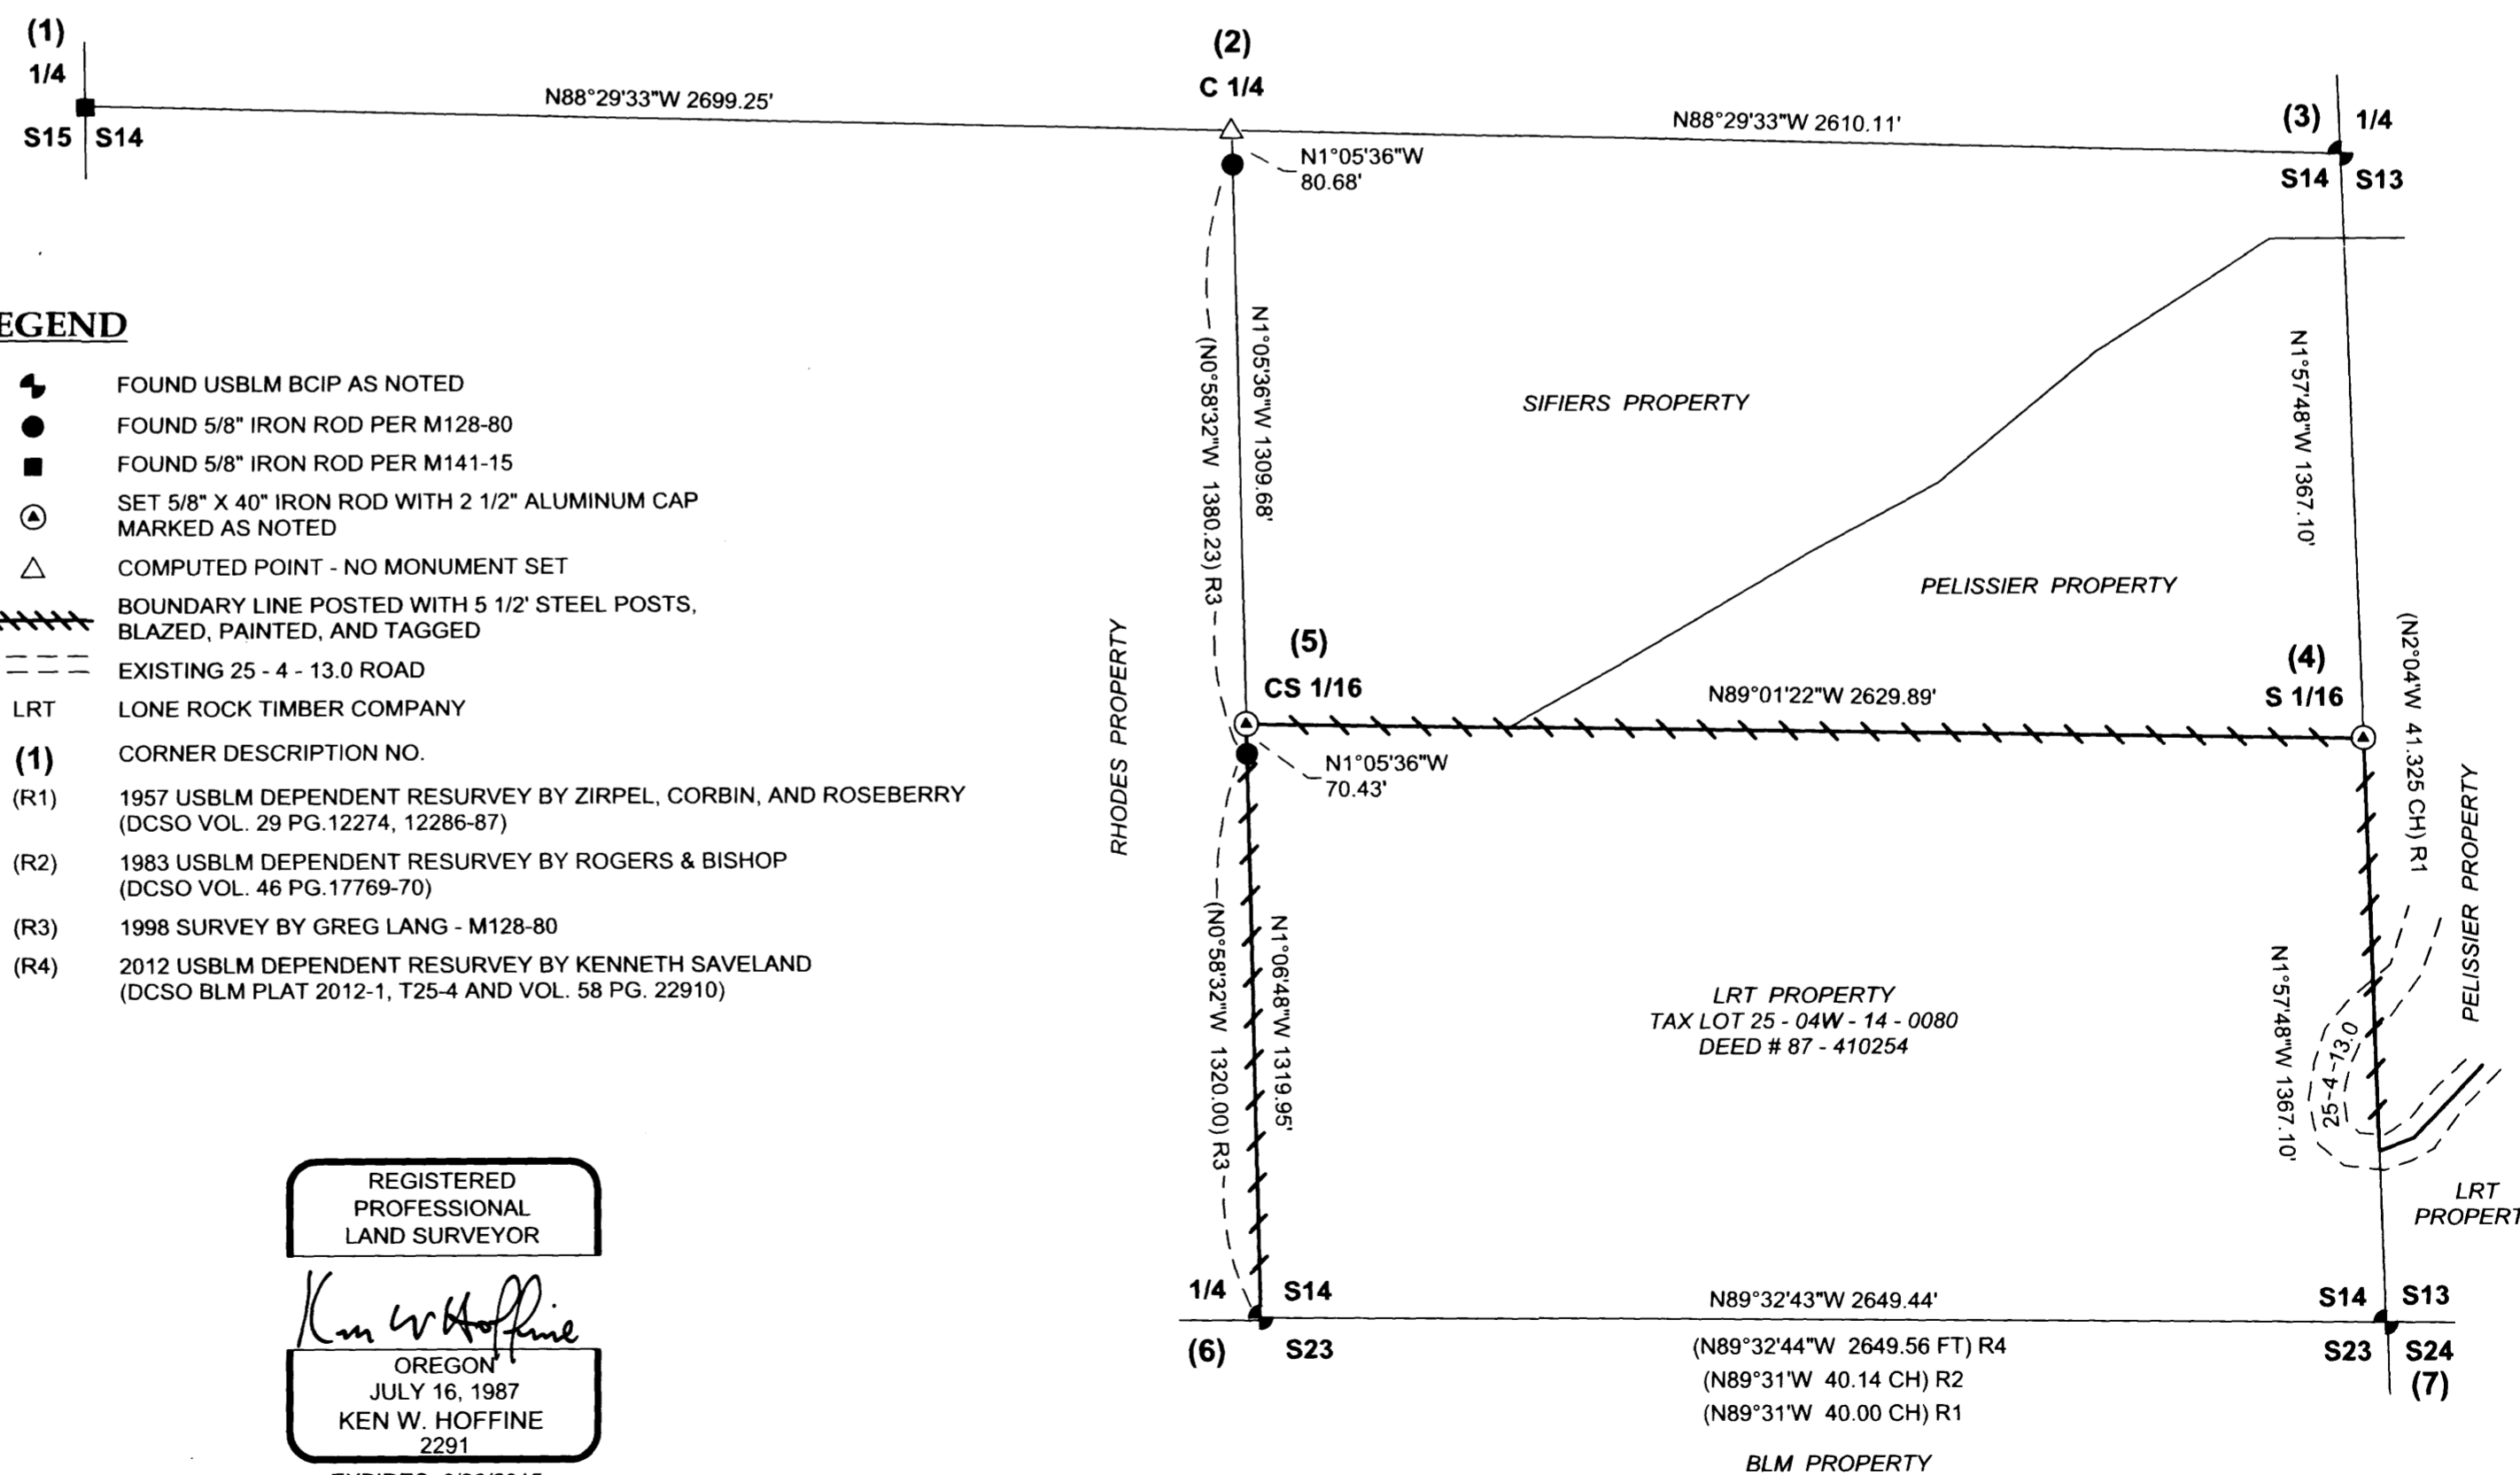 (1)
1/4
S15 S14
N88°29'33"W 2699.25'
(2)
C 1/4
N88°29'33"W 2610.11'
(3) 1/4
S14 S13
N1°05'36"W
80.68'
EGEND
FOUND USBLM BCIP AS NOTED
FOUND 5/8" IRON ROD PER M128-80
FOUND 5/8" IRON ROD PER M141-15
SET 5/8" X 40" IRON ROD WITH 2 1/2" ALUMINUM CAP
MARKED AS NOTED
COMPUTED POINT - NO MONUMENT SET
BOUNDARY LINE POSTED WITH 5 1/2' STEEL POSTS,
BLAZED, PAINTED, AND TAGGED
EXISTING 25 - 4 - 13.0 ROAD
LRT LONE ROCK TIMBER COMPANY
(1) CORNER DESCRIPTION NO.
(R1) 1957 USBLM DEPENDENT RESURVEY BY ZIRPEL, CORBIN, AND ROSEBERRY
(DCSO VOL. 29 PG.12274, 12286-87)
(R2) 1983 USBLM DEPENDENT RESURVEY BY ROGERS & BISHOP
(DCSO VOL. 46 PG.17769-70)
(R3) 1998 SURVEY BY GREG LANG - M128-80
(R4) 2012 USBLM DEPENDENT RESURVEY BY KENNETH SAVELAND
(DCSO BLM PLAT 2012-1, T25-4 AND VOL. 58 PG. 22910)
(N0°58'32"W 1380.23) R3
N1°05'36"W 1309.68'
SIFIERS PROPERTY
N1°57'48"W 1367.10'
PELISSIER PROPERTY
RHODES PROPERTY
(5)
CS 1/16
N89°01'22"W 2629.89'
(4)
S 1/16
(N2°04'W 41.325 CH) R1
N1°05'36"W
70.43'
PELISSIER PROPERTY
(N0°58'32"W 1320.00) R3
N1°06'48"W 1319.95'
LRT PROPERTY
TAX LOT 25 - 04W - 14 - 0080
DEED # 87 - 410254
N1°57'48"W 1367.10'
25-4-13.0
LRT
PROPERT
1/4 S14
(6) S23
N89°32'43"W 2649.44'
(N89°32'44"W 2649.56 FT) R4
(N89°31'W 40.14 CH) R2
(N89°31'W 40.00 CH) R1
BLM PROPERTY
S14 S13
S23 S24
(7)
REGISTERED
PROFESSIONAL
LAND SURVEYOR
Ken W Hoffine
OREGON
JULY 16, 1987
KEN W. HOFFINE
2291